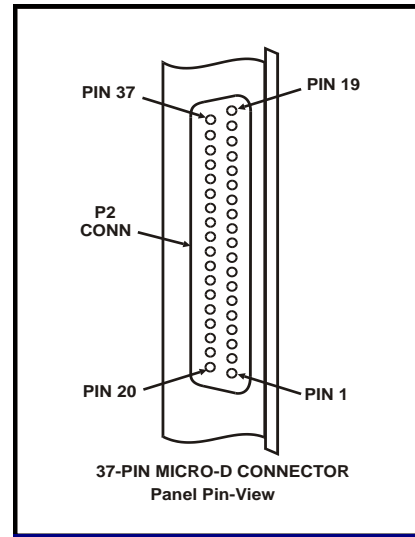 PIN 37
PIN 19
P2
CONN
PIN 20
PIN 1
37-PIN MICRO-D CONNECTOR
Panel Pin-View